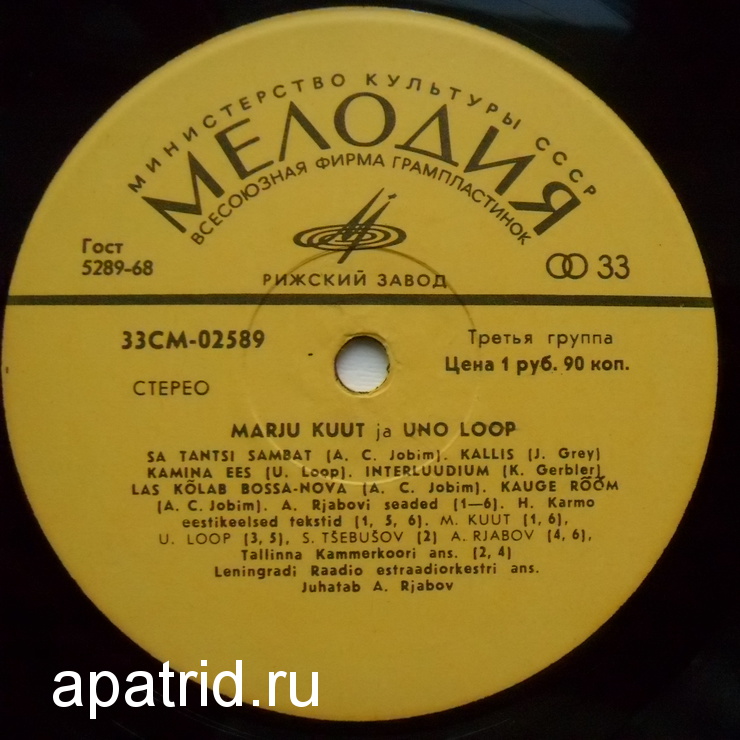 МИНИСТЕРСТВО КУЛЬТУРЫ СССР
МЕЛОДИЯ
ВСЕСОЮЗНАЯ ФИРМА ГРАМПЛАСТИНОК
Гост
5289-68
РИЖСКИЙ ЗАВОД
33
33СМ-02589
Третья группа
Цена 1 руб. 90 коп.
СТЕРЕО
MARJU KUUT ja UNO LOOP
SA TANTSI SAMBAT (A. C. Jobim). KALLIS (J. Grey)
KAMINA EES (U. Loop). INTERLUUDIUM (K. Gerbler)
LAS KÕLAB BOSSA-NOVA (A. C. Jobim). KAUGE RÕÕM
(A. C. Jobim). A. Rjabovi seaded (1—6). H. Karmo
eestikeelsed tekstid (1, 5, 6). M. KUUT (1, 6),
U. LOOP (3, 5), S. TŠEBUŠOV (2) A. RJABOV (4, 6),
Tallinna Kammerkoori ans. (2, 4)
Leningradi Raadio estraadiorkestri ans.
Juhatab A. Rjabov
apatrid.ru